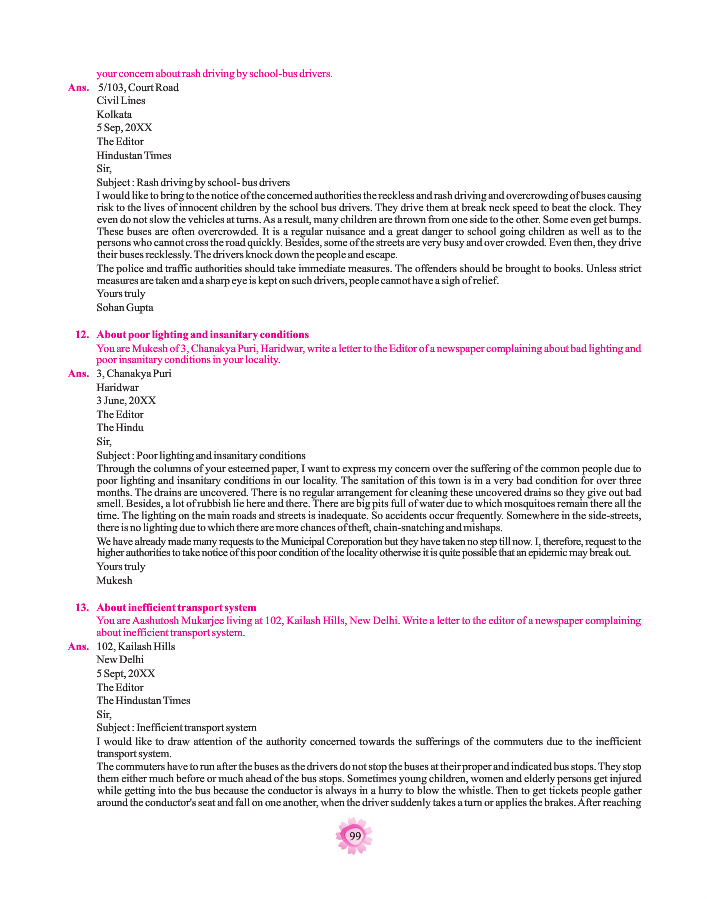 your concern about rash driving by school-bus drivers.
Ans. 5/103, Court Road
Civil Lines
Kolkata
5 Sep, 20XX
The Editor
Hindustan Times
Sir,
Subject : Rash driving by school- bus drivers
I would like to bring to the notice of the concerned authorities the reckless and rash driving and overcrowding of buses causing
risk to the lives of innocent children by the school bus drivers. They drive them at break neck speed to beat the clock. They
even do not slow the vehicles at turns. As a result, many children are thrown from one side to the other. Some even get bumps.
These buses are often overcrowded. It is a regular nuisance and a great danger to school going children as well as to the
persons who cannot cross the road quickly. Besides, some of the streets are very busy and over crowded. Even then, they drive
their buses recklessly. The drivers knock down the people and escape.
The police and traffic authorities should take immediate measures. The offenders should be brought to books. Unless strict
measures are taken and a sharp eye is kept on such drivers, people cannot have a sigh of relief.
Yours truly
Sohan Gupta
12. About poor lighting and insanitary conditions
You are Mukesh of 3, Chanakya Puri, Haridwar, write a letter to the Editor of a newspaper complaining about bad lighting and
poor insanitary conditions in your locality.
Ans. 3, Chanakya Puri
Haridwar
3 June, 20XX
The Editor
The Hindu
Sir,
Subject : Poor lighting and insanitary conditions
Through the columns of your esteemed paper, I want to express my concern over the suffering of the common people due to
poor lighting and insanitary conditions in our locality. The sanitation of this town is in a very bad condition for over three
months. The drains are uncovered. There is no regular arrangement for cleaning these uncovered drains so they give out bad
smell. Besides, a lot of rubbish lie here and there. There are big pits full of water due to which mosquitoes remain there all the
time. The lighting on the main roads and streets is inadequate. So accidents occur frequently. Somewhere in the side-streets,
there is no lighting due to which there are more chances of theft, chain-snatching and mishaps.
We have already made many requests to the Municipal Coreporation but they have taken no step till now. I, therefore, request to the
higher authorities to take notice of this poor condition of the locality otherwise it is quite possible that an epidemic may break out.
Yours truly
Mukesh
13. About inefficient transport system
You are Aashutosh Mukarjee living at 102, Kailash Hills, New Delhi. Write a letter to the editor of a newspaper complaining
about inefficient transport system.
Ans. 102, Kailash Hills
New Delhi
5 Sept, 20XX
The Editor
The Hindustan Times
Sir,
Subject : Inefficient transport system
I would like to draw attention of the authority concerned towards the sufferings of the commuters due to the inefficient
transport system.
The commuters have to run after the buses as the drivers do not stop the buses at their proper and indicated bus stops. They stop
them either much before or much ahead of the bus stops. Sometimes young children, women and elderly persons get injured
while getting into the bus because the conductor is always in a hurry to blow the whistle. Then to get tickets people gather
around the conductor's seat and fall on one another, when the driver suddenly takes a turn or applies the brakes. After reaching
99